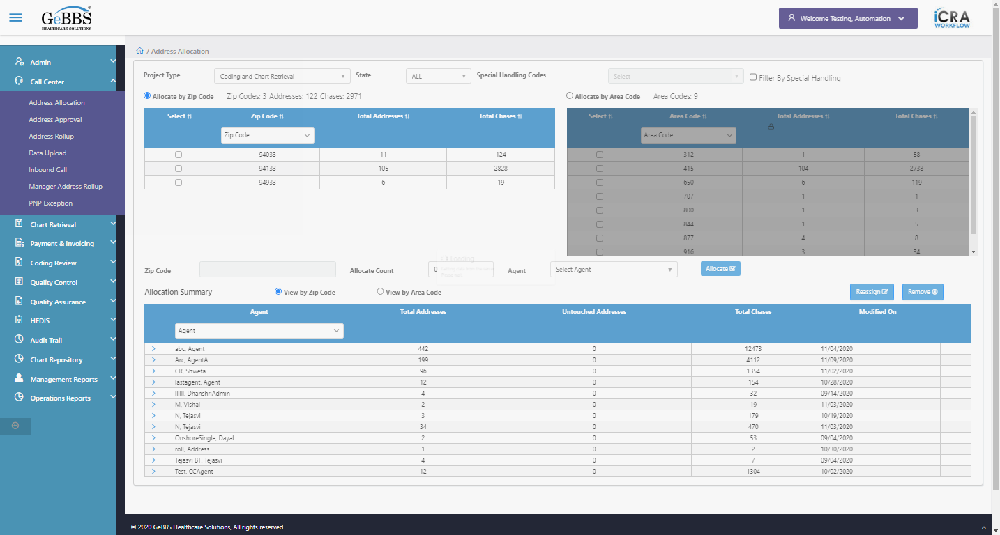 GeBBS
HEALTHCARE SOLUTIONS
Welcome Testing, Automation
iCRA
WORKFLOW
Admin
Call Center
Address Allocation
Address Approval
Address Rollup
Data Upload
Inbound Call
Manager Address Rollup
PNP Exception
Chart Retrieval
Payment & Invoicing
Coding Review
Quality Control
Quality Assurance
HEDIS
Audit Trail
Chart Repository
Management Reports
Operations Reports
/ Address Allocation
Project Type Coding and Chart Retrieval State ALL Special Handling Codes Select Filter By Special Handling
Allocate by Zip Code Zip Codes: 3 Addresses: 122 Chases: 2971
Select Zip Code Total Addresses Total Chases
Zip Code
94033 11 124
94133 105 2828
94933 6 19
Allocate by Area Code Area Codes: 9
Select Area Code Total Addresses Total Chases
Area Code
312 1 58
415 104 2738
650 6 119
707 1 1
800 1 3
844 1 5
877 4 8
916 3 34
Loading
Zip Code Allocate Count 0 Agent Select Agent Allocate
Allocation Summary View by Zip Code View by Area Code Reassign Remove
Agent Total Addresses Untouched Addresses Total Chases Modified On
Agent
abc, Agent 442 0 12473 11/04/2020
Arc, AgentA 199 0 4112 11/09/2020
CR, Shweta 96 0 1354 11/02/2020
lastagent, Agent 12 0 154 10/28/2020
llllll, DhanshriAdmin 4 0 32 09/14/2020
M, Vishal 2 0 19 11/03/2020
N, Tejasvi 3 0 179 10/19/2020
N, Tejasvi 34 0 470 11/03/2020
OnshoreSingle, Dayal 2 0 53 09/04/2020
roll, Address 1 0 2 10/30/2020
Tejasvi BT, Tejasvi 4 0 7 09/04/2020
Test, CCAgent 12 0 1304 10/02/2020
© 2020 GeBBS Healthcare Solutions, All rights reserved.